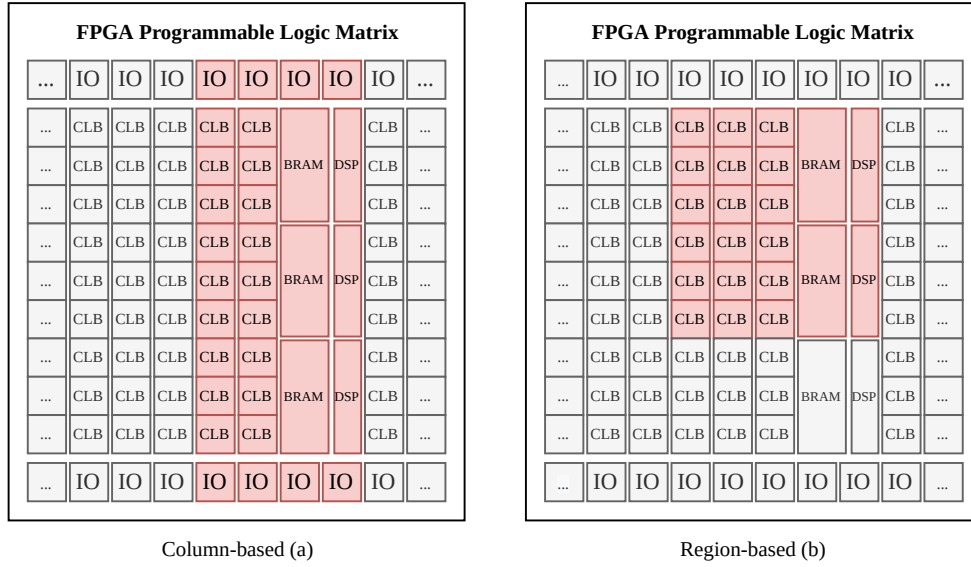 FPGA Programmable Logic Matrix
... IO IO IO IO IO IO IO IO ...
... CLB CLB CLB CLB CLB CLB ...
... CLB CLB CLB CLB CLB BRAM DSP CLB ...
... CLB CLB CLB CLB CLB CLB ...
... CLB CLB CLB CLB CLB CLB ...
... CLB CLB CLB CLB CLB BRAM DSP CLB ...
... CLB CLB CLB CLB CLB CLB ...
... CLB CLB CLB CLB CLB CLB ...
... CLB CLB CLB CLB CLB BRAM DSP CLB ...
... CLB CLB CLB CLB CLB CLB ...
... IO IO IO IO IO IO IO IO ...
Column-based (a)
FPGA Programmable Logic Matrix
... IO IO IO IO IO IO IO IO ...
... CLB CLB CLB CLB CLB CLB ...
... CLB CLB CLB CLB CLB BRAM DSP CLB ...
... CLB CLB CLB CLB CLB CLB ...
... CLB CLB CLB CLB CLB CLB ...
... CLB CLB CLB CLB CLB BRAM DSP CLB ...
... CLB CLB CLB CLB CLB CLB ...
... CLB CLB CLB CLB CLB CLB ...
... CLB CLB CLB CLB CLB BRAM DSP CLB ...
... CLB CLB CLB CLB CLB CLB ...
... IO IO IO IO IO IO IO IO ...
Region-based (b)